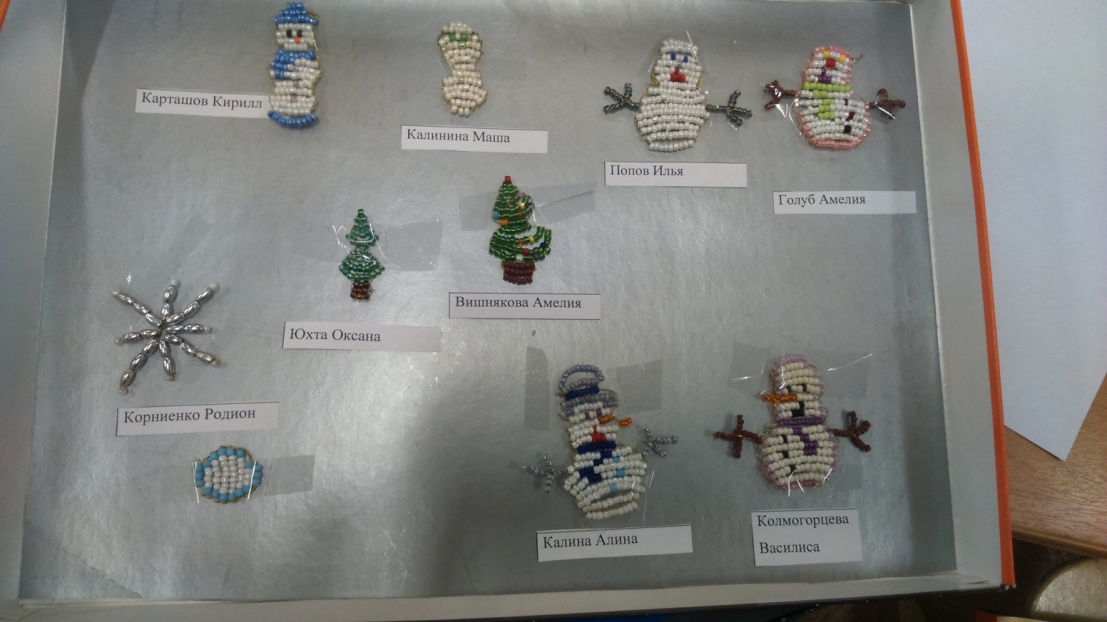 Карташов Кирилл
Калинина Маша
Попов Илья
Голуб Амелия
Вишнякова Амелия
Юхта Оксана
Корниенко Родион
Калина Алина
Колмогорцева
Василиса